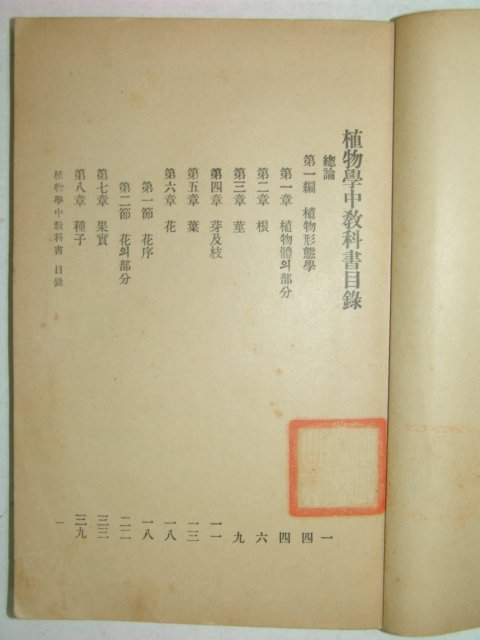 植物學中敎科書目錄
總論 一
第一編 植物形態學 四
第一章 植物體의部分 四
第二章 根 六
第三章 莖 九
第四章 芽及枝 一一
第五章 葉 一三
第六章 花 一八
第一節 花序 一八
第二節 花의部分 二二
第七章 果實 三三
第八章 種子 三九
植物學中敎科書 目錄 一